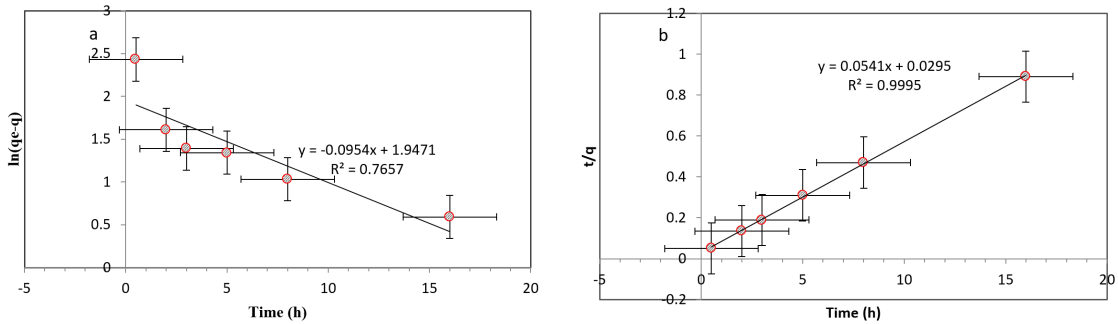 a
3
2.5
2
1.5
1
0.5
0
-5
0
5
10
15
20
ln(qe-q)
y = -0.0954x + 1.9471
R² = 0.7657
Time (h)
b
1.2
1
0.8
0.6
0.4
0.2
0
-0.2
-5
0
5
10
15
20
t/q
y = 0.0541x + 0.0295
R² = 0.9995
Time (h)